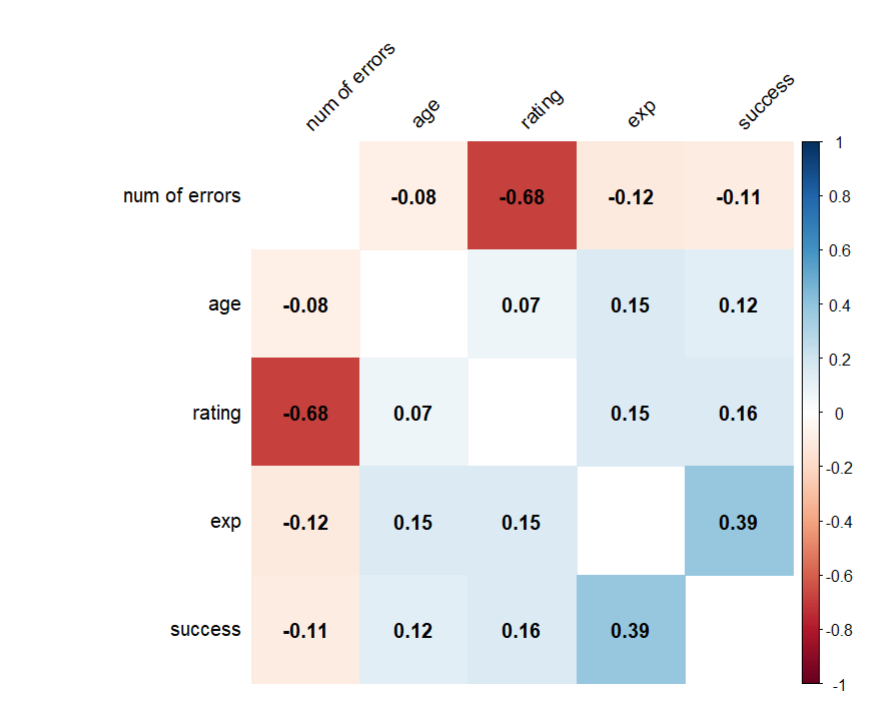 num of errors age rating exp success
num of errors -0.08 -0.68 -0.12 -0.11
age -0.08 0.07 0.15 0.12
rating -0.68 0.07 0.15 0.16
exp -0.12 0.15 0.15 0.39
success -0.11 0.12 0.16 0.39
1
0.8
0.6
0.4
0.2
0
-0.2
-0.4
-0.6
-0.8
-1